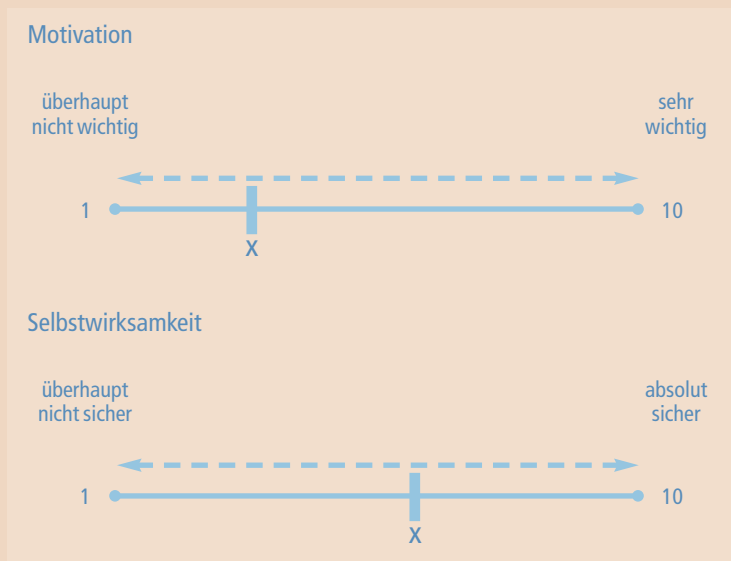 Motivation
überhaupt
nicht wichtig
sehr
wichtig
1
10
X
Selbstwirksamkeit
überhaupt
nicht sicher
absolut
sicher
1
10
X